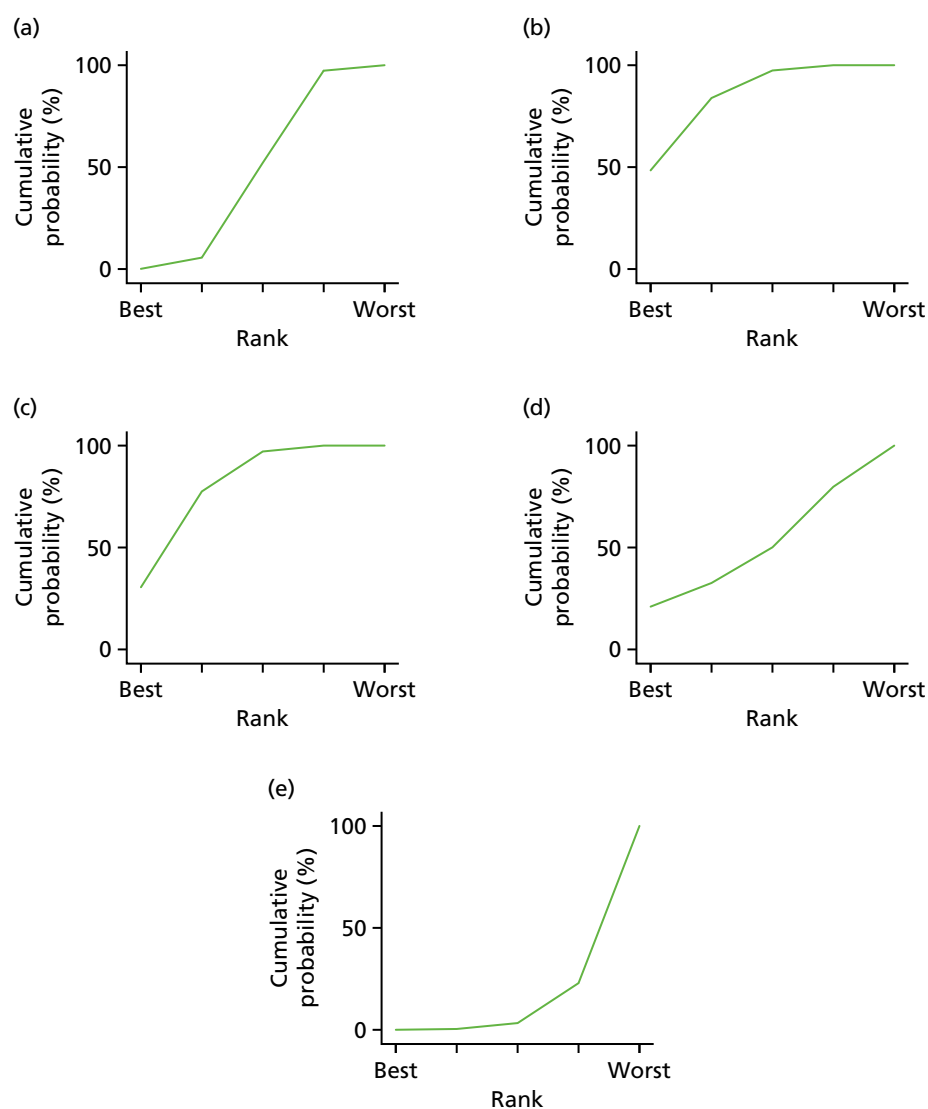 (a)
Cumulative
probability (%)
100
50
0
Best
Worst
Rank
(b)
Cumulative
probability (%)
100
50
0
Best
Worst
Rank
(c)
Cumulative
probability (%)
100
50
0
Best
Worst
Rank
(d)
Cumulative
probability (%)
100
50
0
Best
Worst
Rank
(e)
Cumulative
probability (%)
100
50
0
Best
Worst
Rank